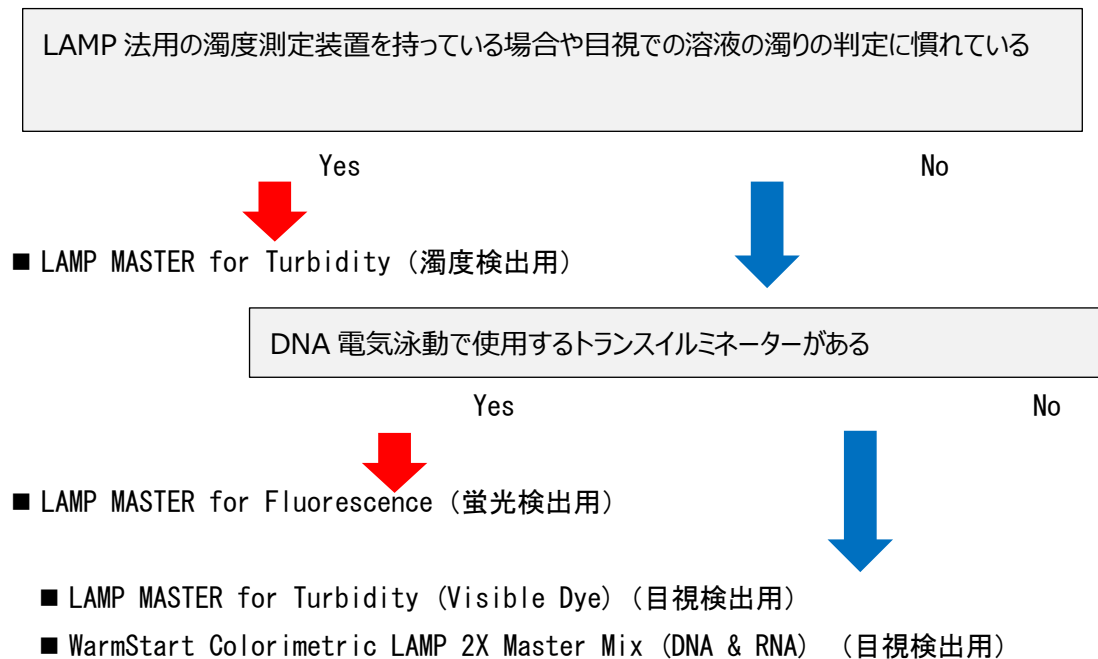 LAMP 法用の濁度測定装置を持っている場合や目視での溶液の濁りの判定に慣れている
Yes No
■ LAMP MASTER for Turbidity（濁度検出用）
DNA 電気泳動で使用するトランスイルミネーターがある
Yes No
■ LAMP MASTER for Fluorescence（蛍光検出用）
■ LAMP MASTER for Turbidity (Visible Dye)（目視検出用）
■ WarmStart Colorimetric LAMP 2X Master Mix (DNA & RNA) （目視検出用）